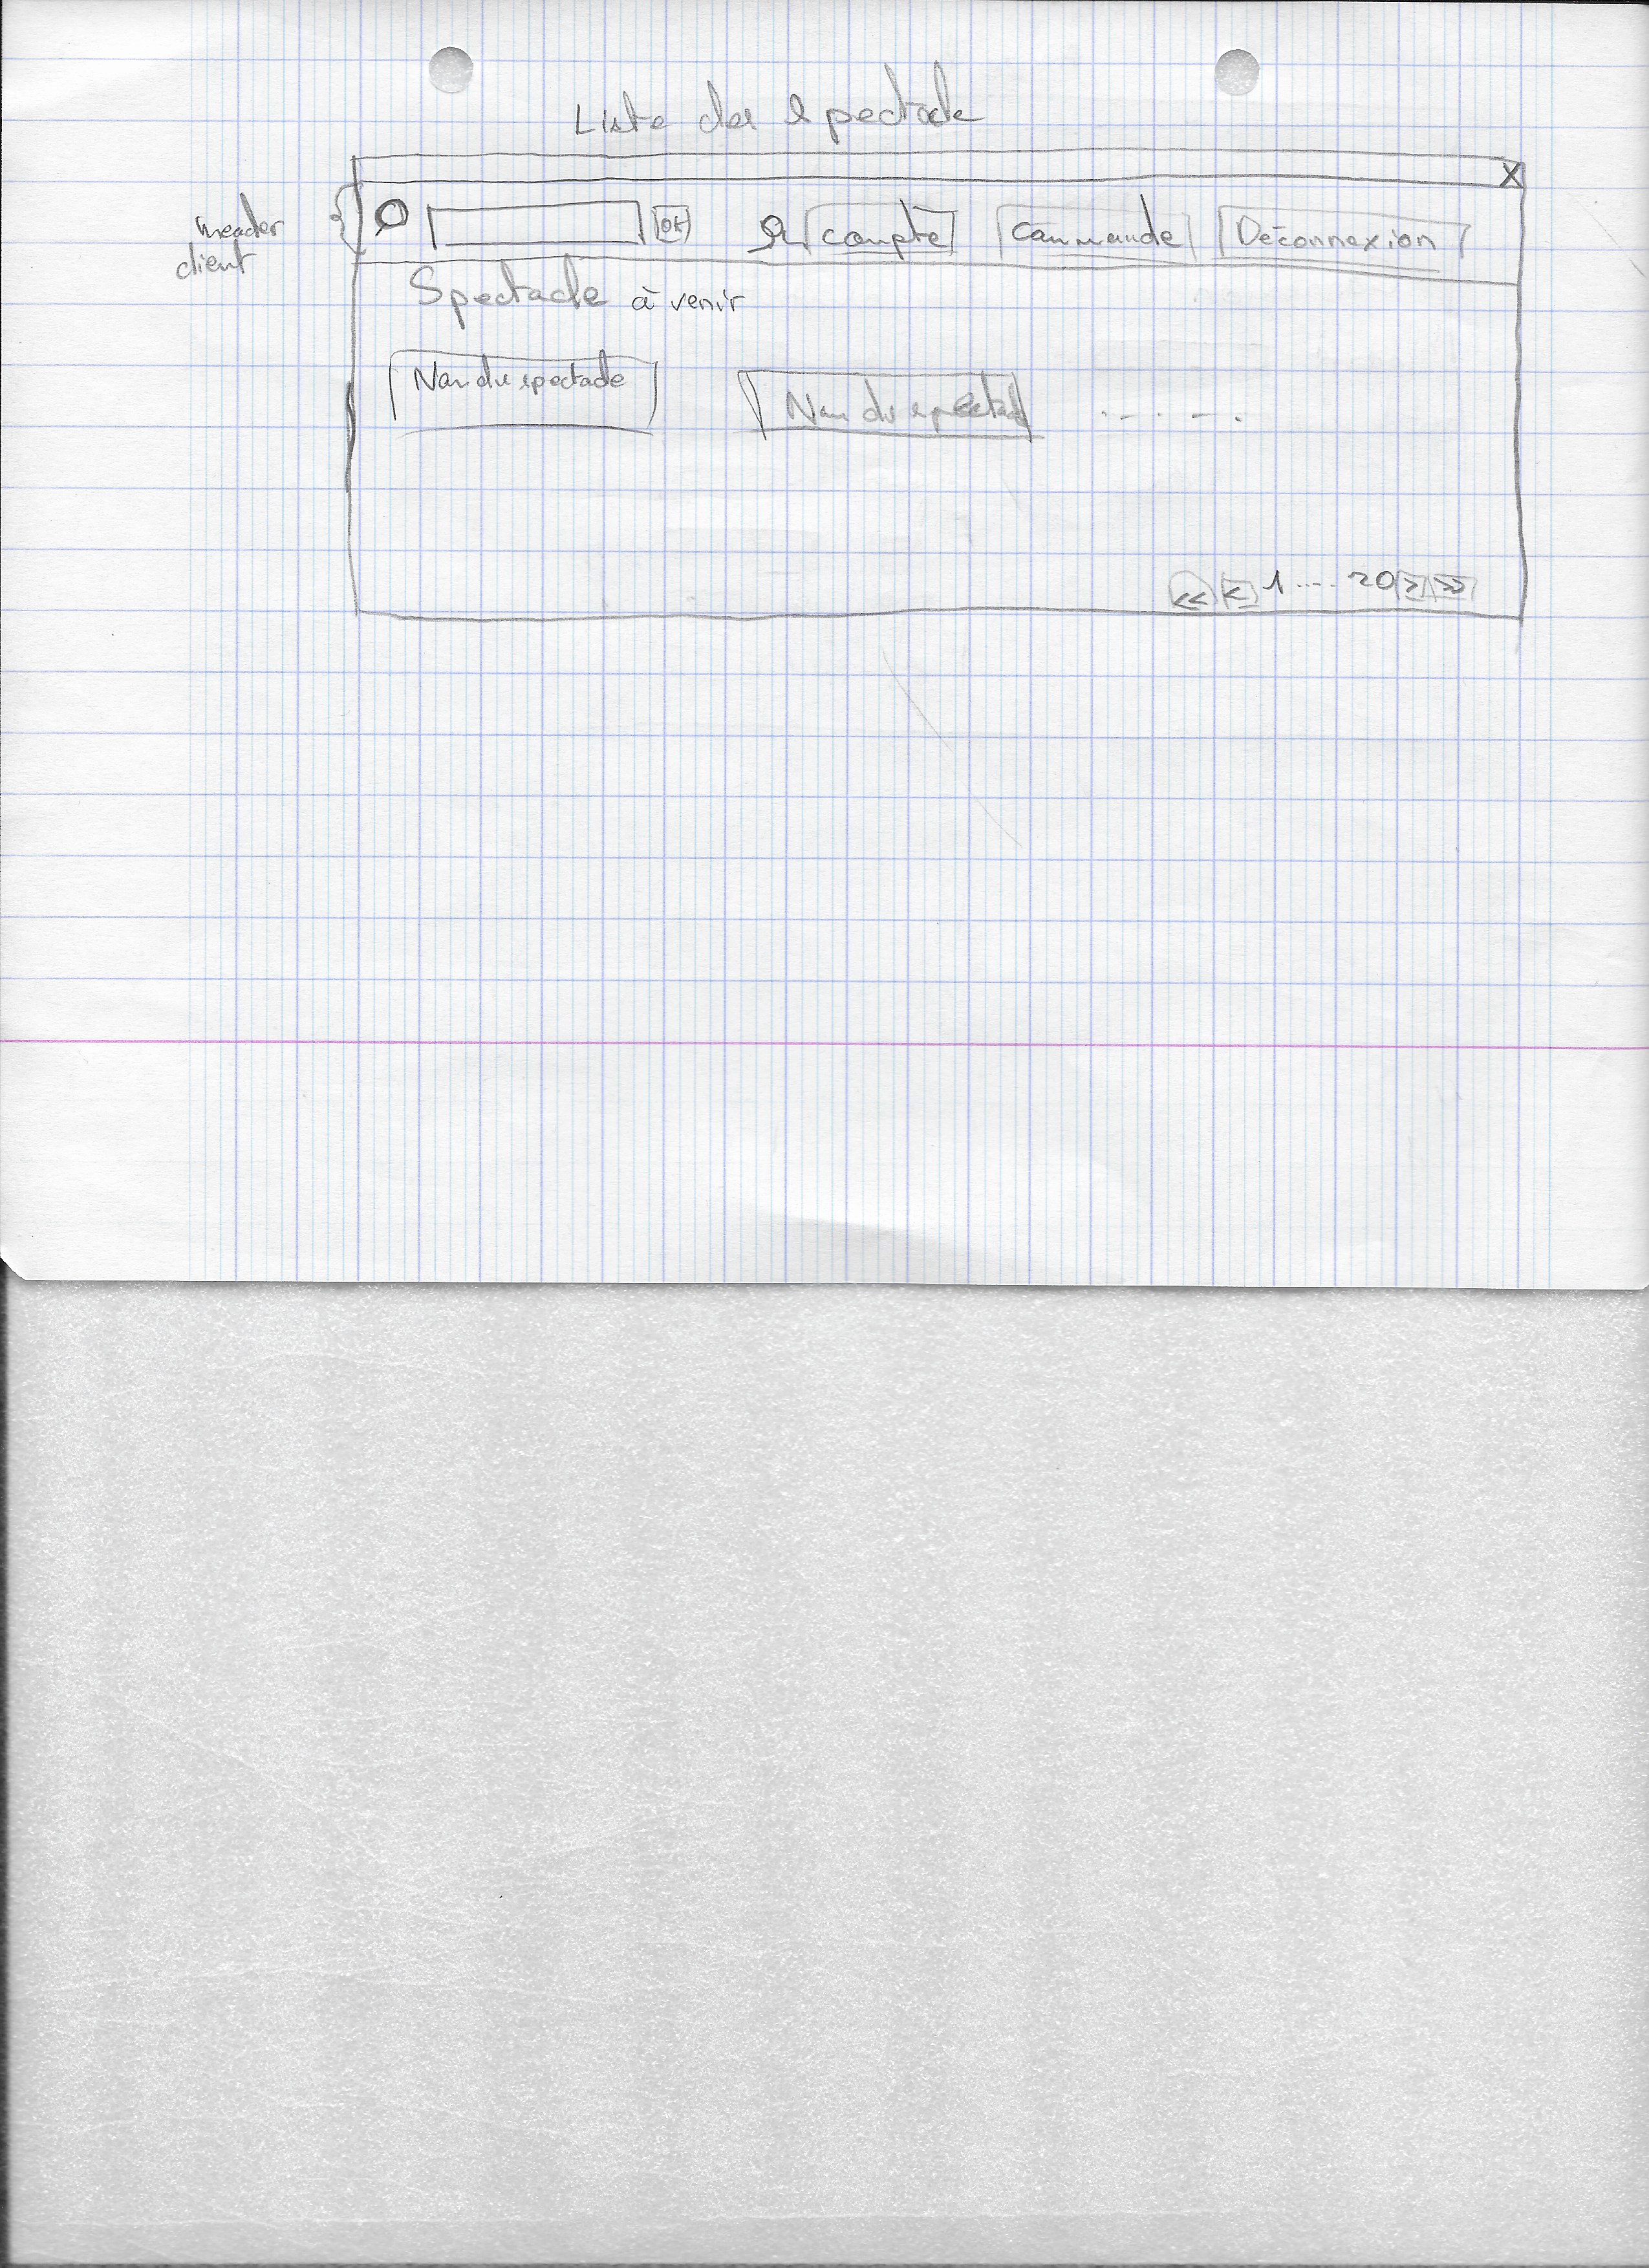 Liste des spectacle
X
header
client
OK
compte
Commande
Déconnexion
Spectacle à venir
Nom du spectacle
Nom du spectacle
<< < 1 .... 20 > >>